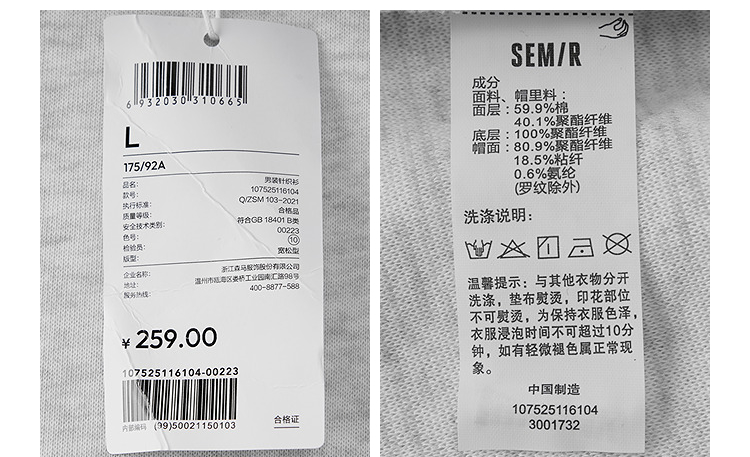 6 932030 310665
L
175/92A
品名: 男装针织衫
款号: 107525116104
执行标准: Q/ZSM 103-2021
质量等级: 合格品
安全技术类别: 符合GB 18401 B类
色号: 00223
检验员: 10
版型: 宽松型
企业名称: 浙江森马服饰股份有限公司
地址: 温州市瓯海区娄桥工业园南汇路98号
服务热线: 400-8877-588
¥ 259.00
107525116104-00223
内部编码 (99)50021150103
合格证
SEM/R
成分
面料、帽里料:
面层: 59.9%棉
40.1%聚酯纤维
底层: 100%聚酯纤维
帽面: 80.9%聚酯纤维
18.5%粘纤
0.6%氨纶
(罗纹除外)
洗涤说明:
温馨提示: 与其他衣物分开
洗涤, 垫布熨烫, 印花部位
不可熨烫, 为保持衣服色泽,
衣服浸泡时间不可超过10分
钟, 如有轻微褪色属正常现
象。
中国制造
107525116104
3001732